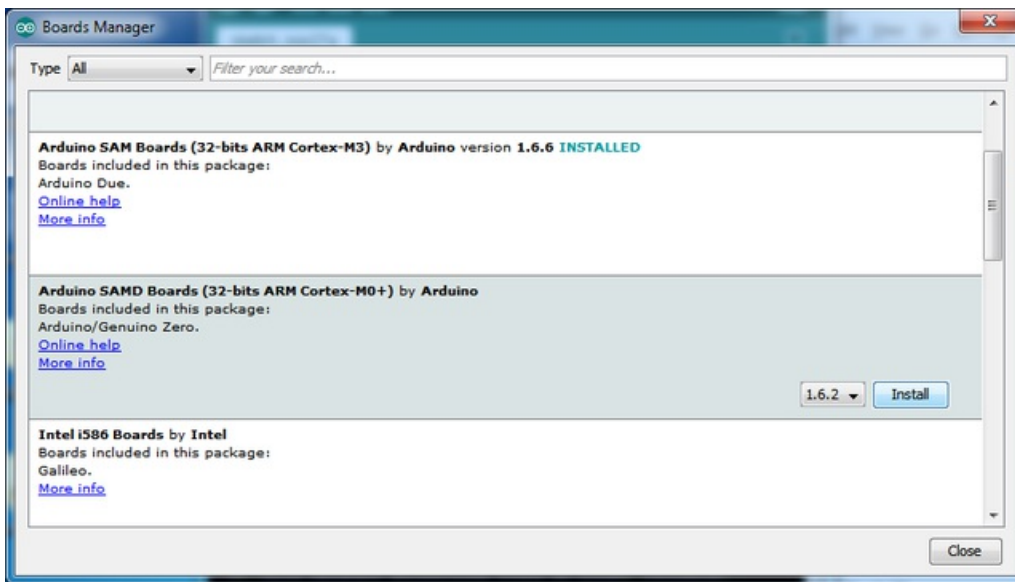 Boards Manager
Type All Filter your search...
Arduino SAM Boards (32-bits ARM Cortex-M3) by Arduino version 1.6.6 INSTALLED
Boards included in this package:
Arduino Due.
Online help
More info
Arduino SAMD Boards (32-bits ARM Cortex-M0+) by Arduino
Boards included in this package:
Arduino/Genuino Zero.
Online help
More info
1.6.2 Install
Intel i586 Boards by Intel
Boards included in this package:
Galileo.
More info
Close